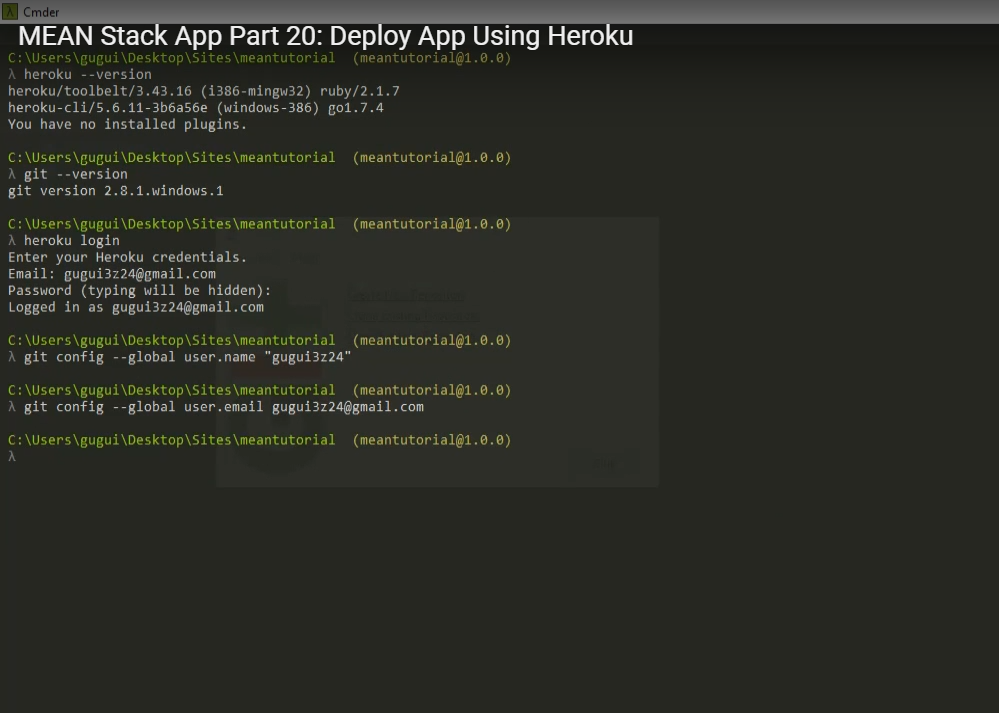 Cmder
MEAN Stack App Part 20: Deploy App Using Heroku
C:\Users\gugui\Desktop\Sites\meantutorial (meantutorial@1.0.0)
λ heroku --version
heroku/toolbelt/3.43.16 (i386-mingw32) ruby/2.1.7
heroku-cli/5.6.11-3b6a56e (windows-386) go1.7.4
You have no installed plugins.
C:\Users\gugui\Desktop\Sites\meantutorial (meantutorial@1.0.0)
λ git --version
git version 2.8.1.windows.1
C:\Users\gugui\Desktop\Sites\meantutorial (meantutorial@1.0.0)
λ heroku login
Enter your Heroku credentials.
Email: gugui3z24@gmail.com
Password (typing will be hidden):
Logged in as gugui3z24@gmail.com
C:\Users\gugui\Desktop\Sites\meantutorial (meantutorial@1.0.0)
λ git config --global user.name "gugui3z24"
C:\Users\gugui\Desktop\Sites\meantutorial (meantutorial@1.0.0)
λ git config --global user.email gugui3z24@gmail.com
C:\Users\gugui\Desktop\Sites\meantutorial (meantutorial@1.0.0)
λ